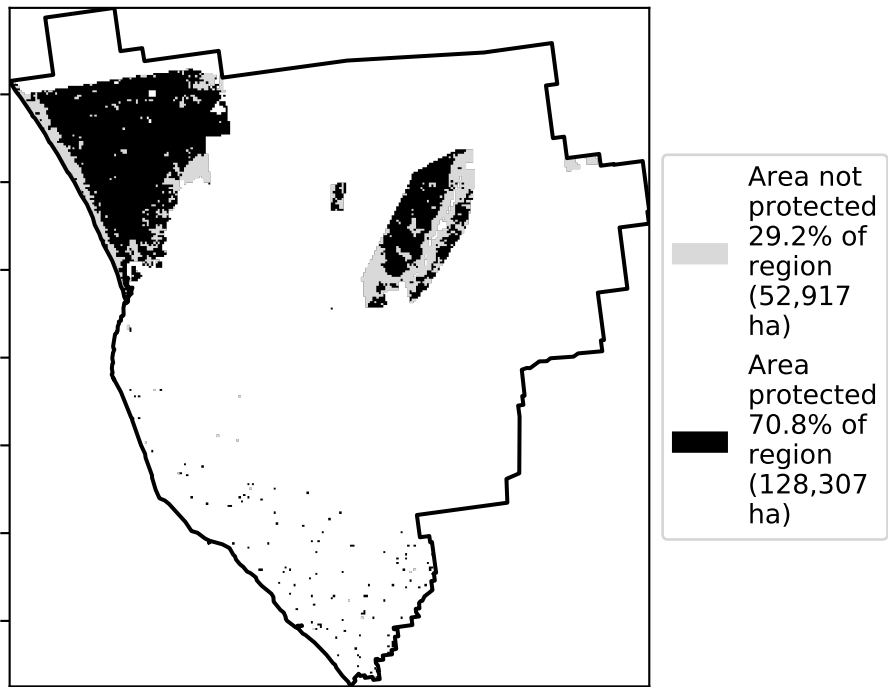 Area not
protected
29.2% of
region
(52,917
ha)
Area
protected
70.8% of
region
(128,307
ha)